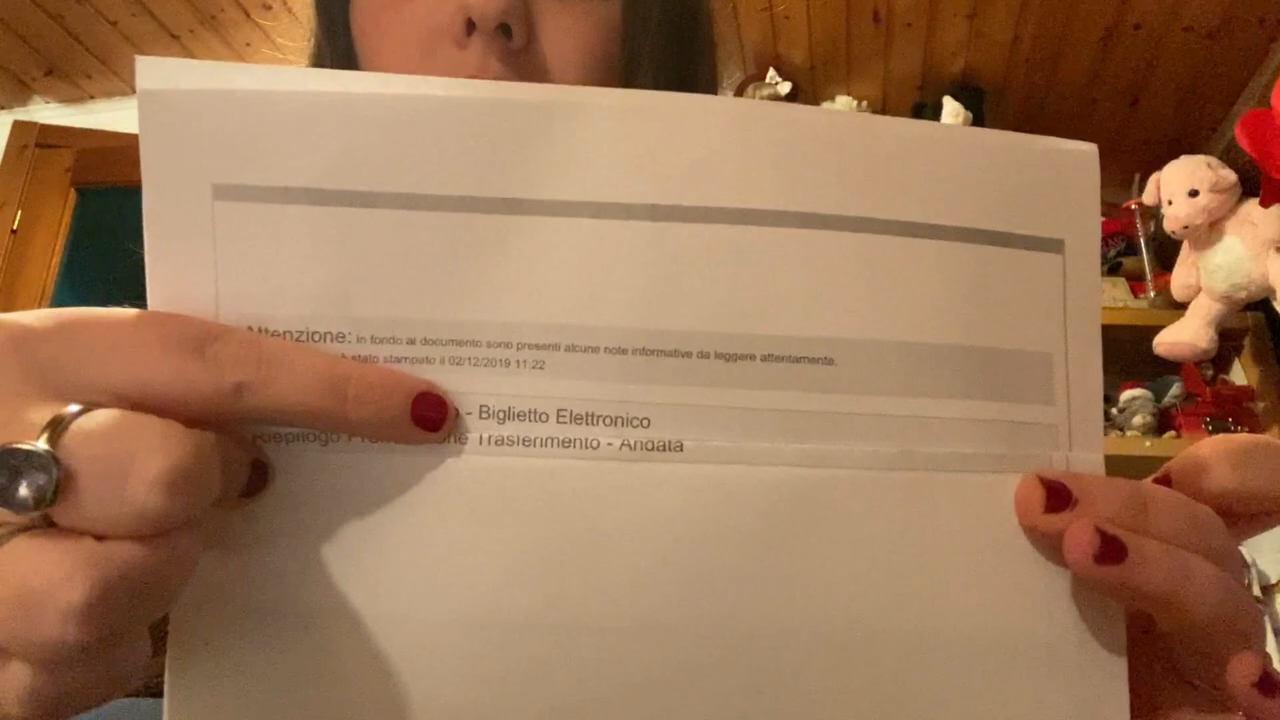 Attenzione: in fondo al documento sono presenti alcune note informative da leggere attentamente.
è stato stampato il 02/12/2019 11:22
- Biglietto Elettronico
Riepilogo Trasferimento - Andata